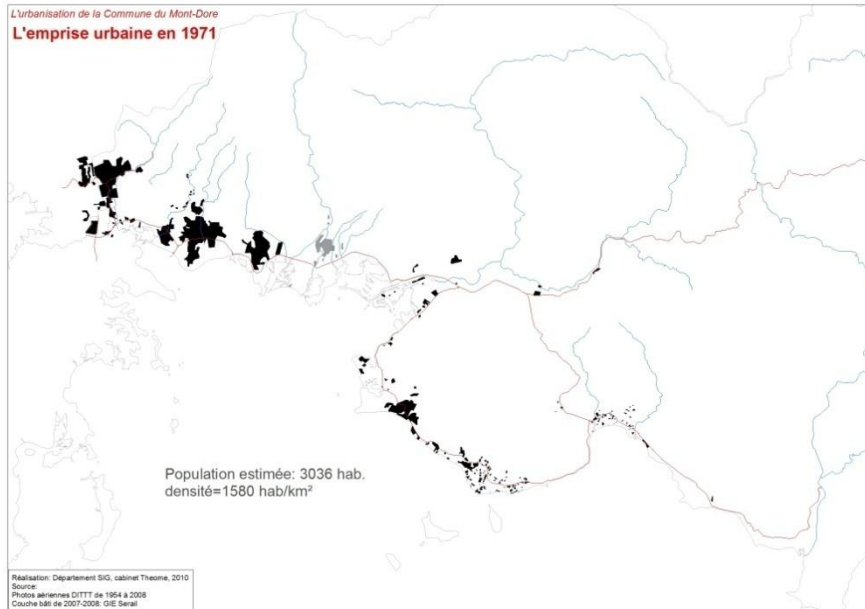 L'urbanisation de la Commune du Mont-Dore
L'emprise urbaine en 1971
Population estimée: 3036 hab.
densité=1580 hab/km²
Réalisation: Département SIG, cabinet Theome, 2010
Source:
Photos aériennes DITTT de 1954 à 2008
Couche bâti de 2007-2008: GIE Serail